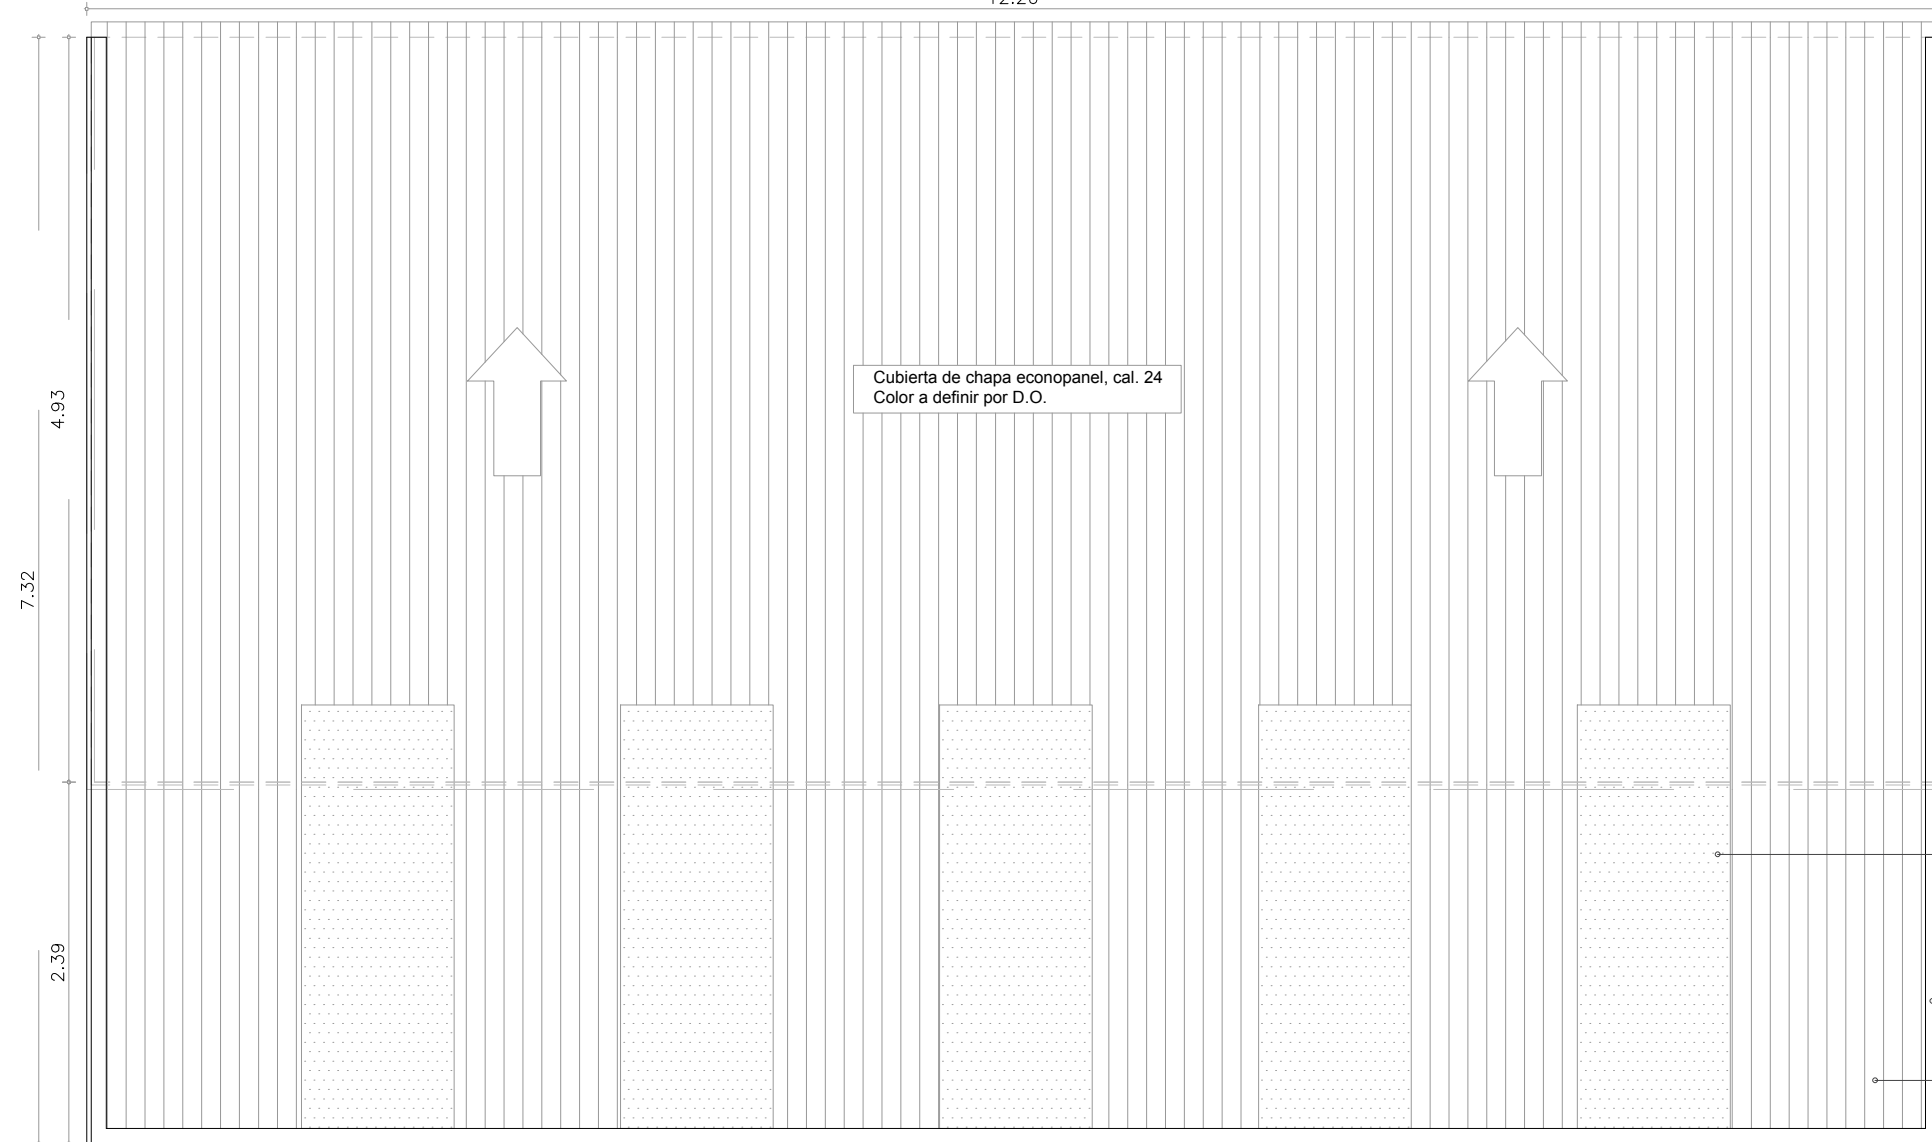 Cubierta de chapa econopanel, cal. 24
Color a definir por D.O.
4.93
7.32
2.39